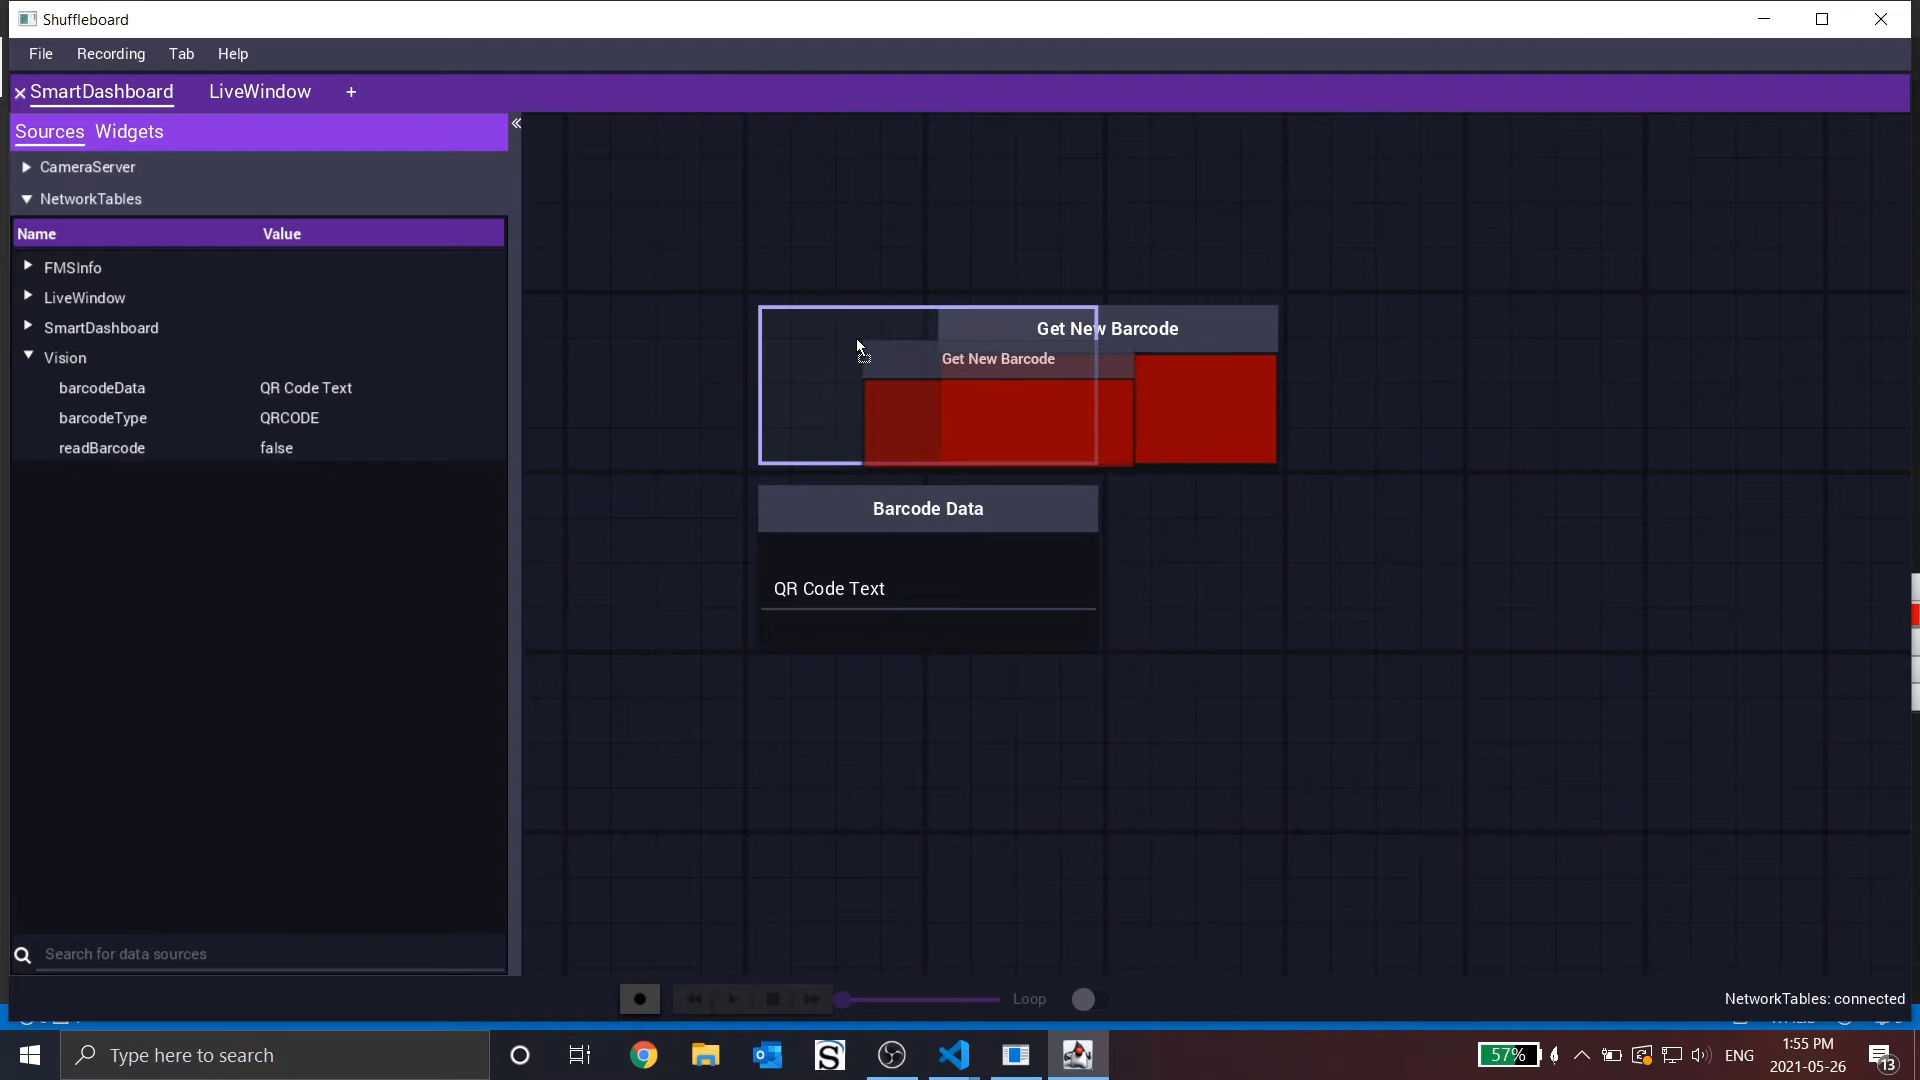 Shuffleboard
File Recording Tab Help
SmartDashboard LiveWindow +
Sources Widgets
CameraServer
NetworkTables
Name Value
FMSInfo
LiveWindow
SmartDashboard
Vision
barcodeData QR Code Text
barcodeType QRCODE
readBarcode false
Get New Barcode
Get New Barcode
Barcode Data
QR Code Text
Search for data sources
Loop
NetworkTables: connected
Type here to search
57%
ENG
1:55 PM
2021-05-26
13